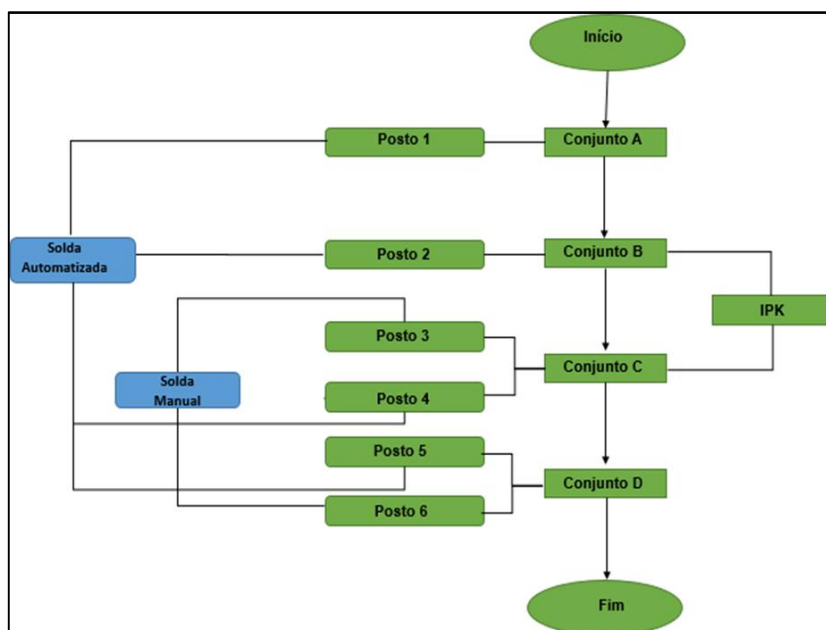 Início
Posto 1
Conjunto A
Solda
Automatizada
Posto 2
Conjunto B
IPK
Posto 3
Conjunto C
Solda
Manual
Posto 4
Posto 5
Conjunto D
Posto 6
Fim